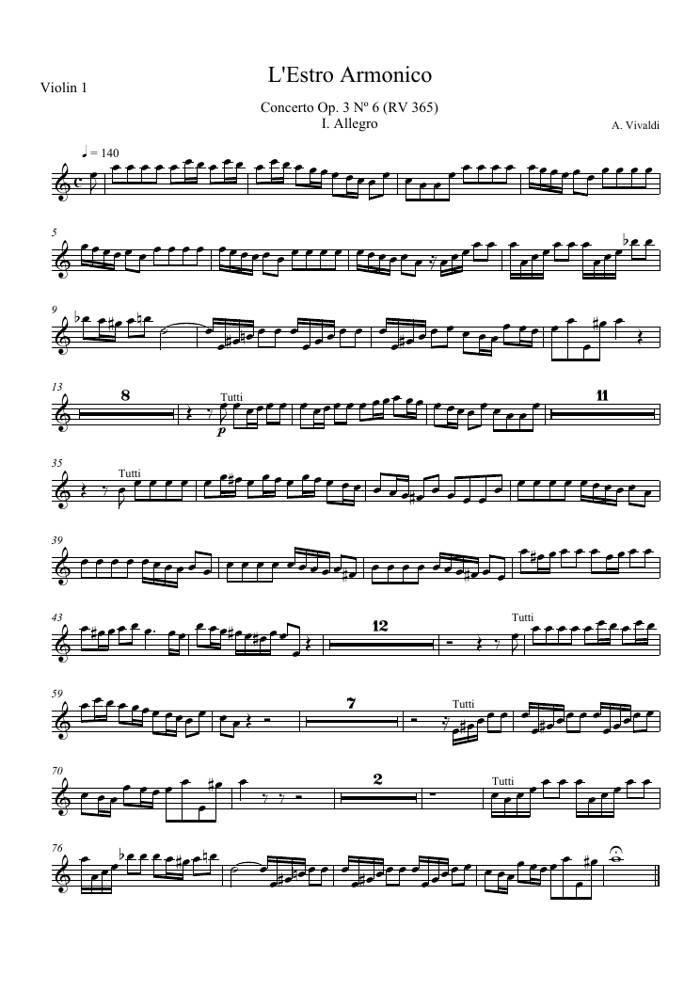 L'Estro Armonico
Violin 1
Concerto Op. 3 Nº 6 (RV 365)
I. Allegro
A. Vivaldi
♩ = 140
5
9
13
8
Tutti
p
11
35
Tutti
39
43
12
Tutti
59
7
Tutti
70
2
Tutti
76